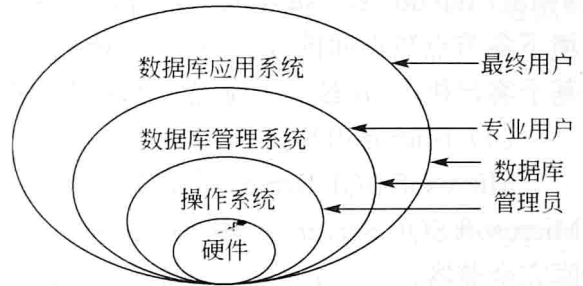 数据库应用系统
最终用户
数据库管理系统
专业用户
数据库
管理员
操作系统
硬件